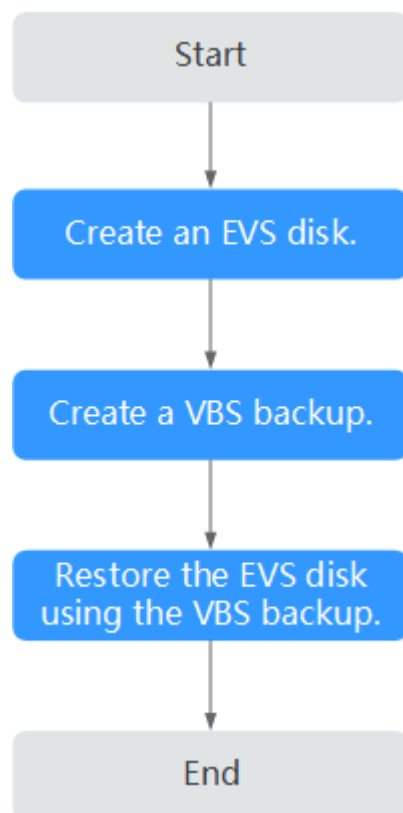 Start
Create an EVS disk.
Create a VBS backup.
Restore the EVS disk
using the VBS backup.
End